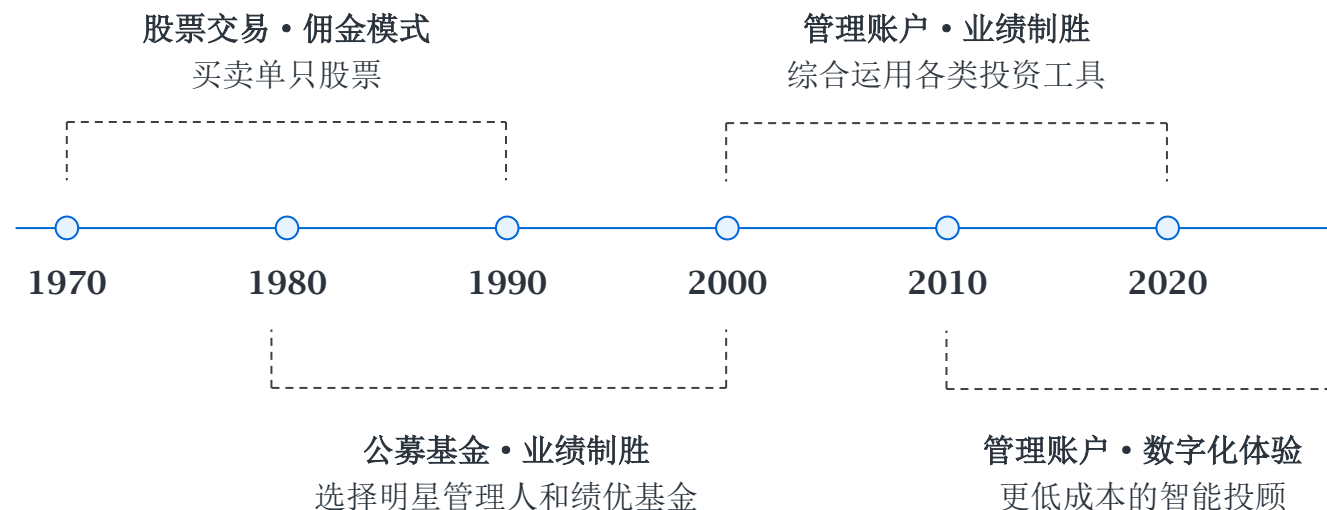 股票交易•佣金模式
买卖单只股票
管理账户•业绩制胜
综合运用各类投资工具
1970
1980
1990
2000
2010
2020
公募基金•业绩制胜
选择明星管理人和绩优基金
管理账户•数字化体验
更低成本的智能投顾